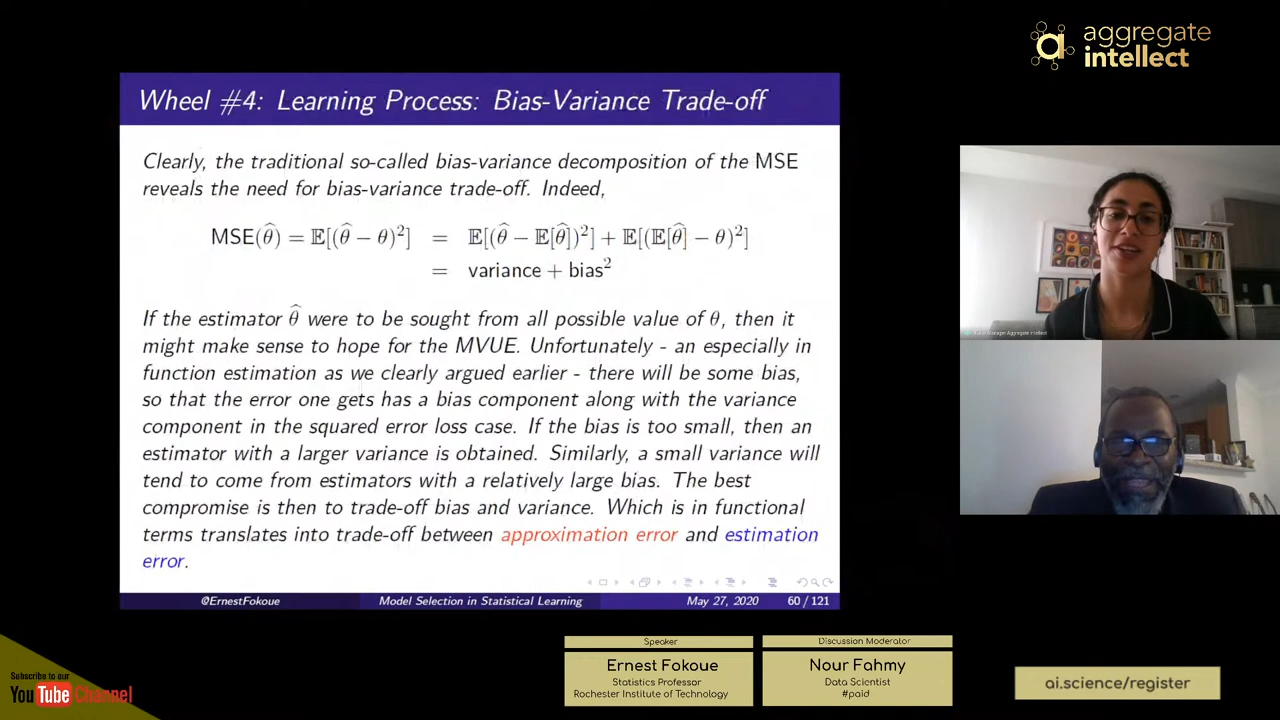 aggregate
intellect
Wheel #4: Learning Process: Bias-Variance Trade-off
Clearly, the traditional so-called bias-variance decomposition of the MSE
reveals the need for bias-variance trade-off. Indeed,
MSE(θ̂) = 𝔼[(θ̂ − θ)²] = 𝔼[(θ̂ − 𝔼[θ̂])²] + 𝔼[(𝔼[θ̂] − θ)²]
= variance + bias²
If the estimator θ̂ were to be sought from all possible value of θ, then it
might make sense to hope for the MVUE. Unfortunately - an especially in
function estimation as we clearly argued earlier - there will be some bias,
so that the error one gets has a bias component along with the variance
component in the squared error loss case. If the bias is too small, then an
estimator with a larger variance is obtained. Similarly, a small variance will
tend to come from estimators with a relatively large bias. The best
compromise is then to trade-off bias and variance. Which is in functional
terms translates into trade-off between approximation error and estimation
error.
@ErnestFokoue Model Selection in Statistical Learning May 27, 2020 60 / 121
Aggregate Intellect
Speaker
Ernest Fokoue
Statistics Professor
Rochester Institute of Technology
Discussion Moderator
Nour Fahmy
Data Scientist
#paid
ai.science/register
Subscribe to our
YouTube Channel